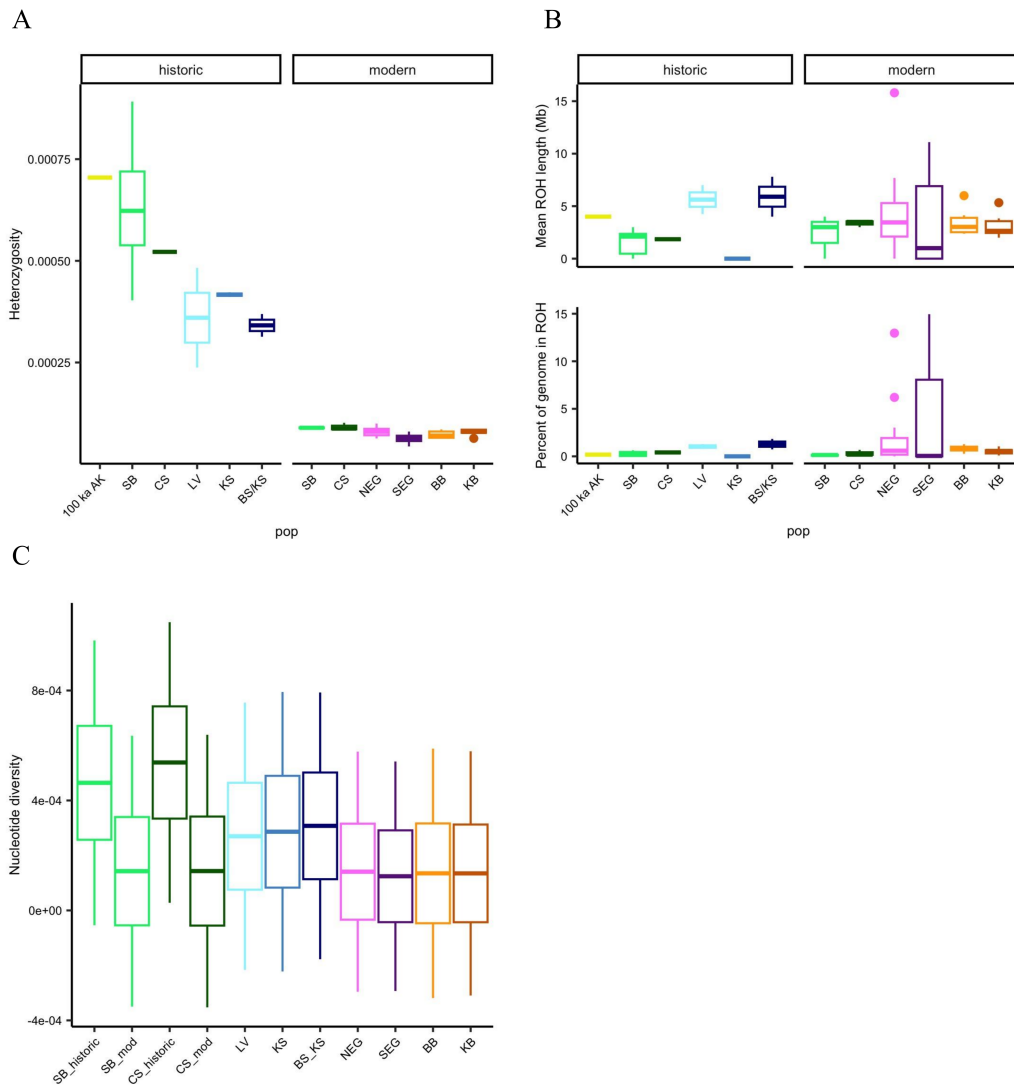 A
historic
modern
Heterozygosity
0.00075
0.00050
0.00025
100 ka AK
SB
CS
LV
KS
BS/KS
SB
CS
NEG
SEG
BB
KB
pop
B
historic
modern
Mean ROH length (Mb)
15
10
5
0
Percent of genome in ROH
15
10
5
0
100 ka AK
SB
CS
LV
KS
BS/KS
SB
CS
NEG
SEG
BB
KB
pop
C
Nucleotide diversity
8e-04
4e-04
0e+00
-4e-04
SB_historic
SB_mod
CS_historic
CS_mod
LV
KS
BS_KS
NEG
SEG
BB
KB